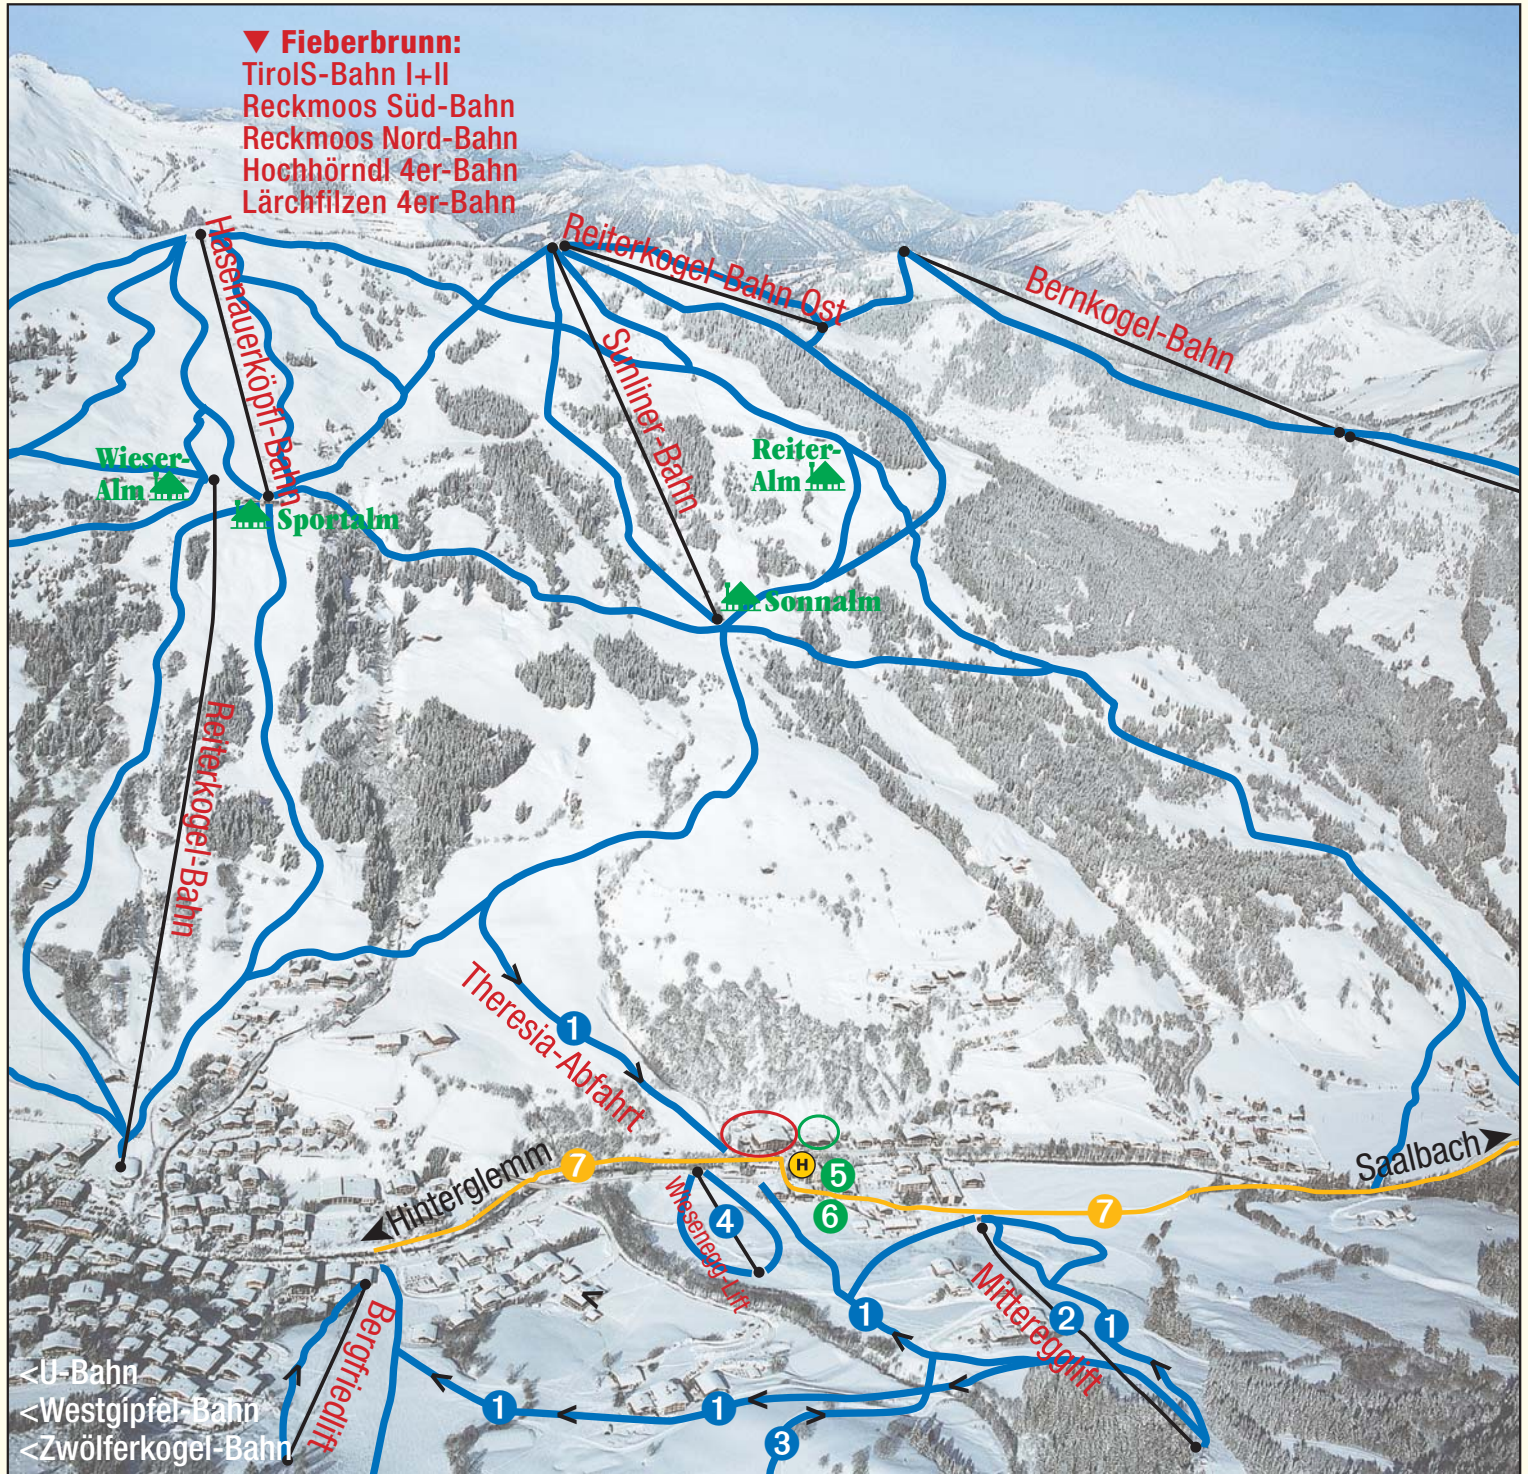 ▼ Fieberbrunn:
TirolS-Bahn I+II
Reckmoos Süd-Bahn
Reckmoos Nord-Bahn
Hochhörndl 4er-Bahn
Lärchfilzen 4er-Bahn
Hasenauerköpfl-Bahn
Reiterkogel-Bahn Ost
Bernkogel-Bahn
Sunliner-Bahn
Wieser-
Alm
Sportalm
Reiter-
Alm
Sonnalm
Reiterkogel-Bahn
Theresia-Abfahrt
1
Hinterglemm
7
H
5
6
Saalbach
7
Wiesenegg-Lift
4
Mittereggllift
2
1
1
Bergfriedlift
1
1
3
<U-Bahn
<Westgipfel-Bahn
<Zwölferkogel-Bahn